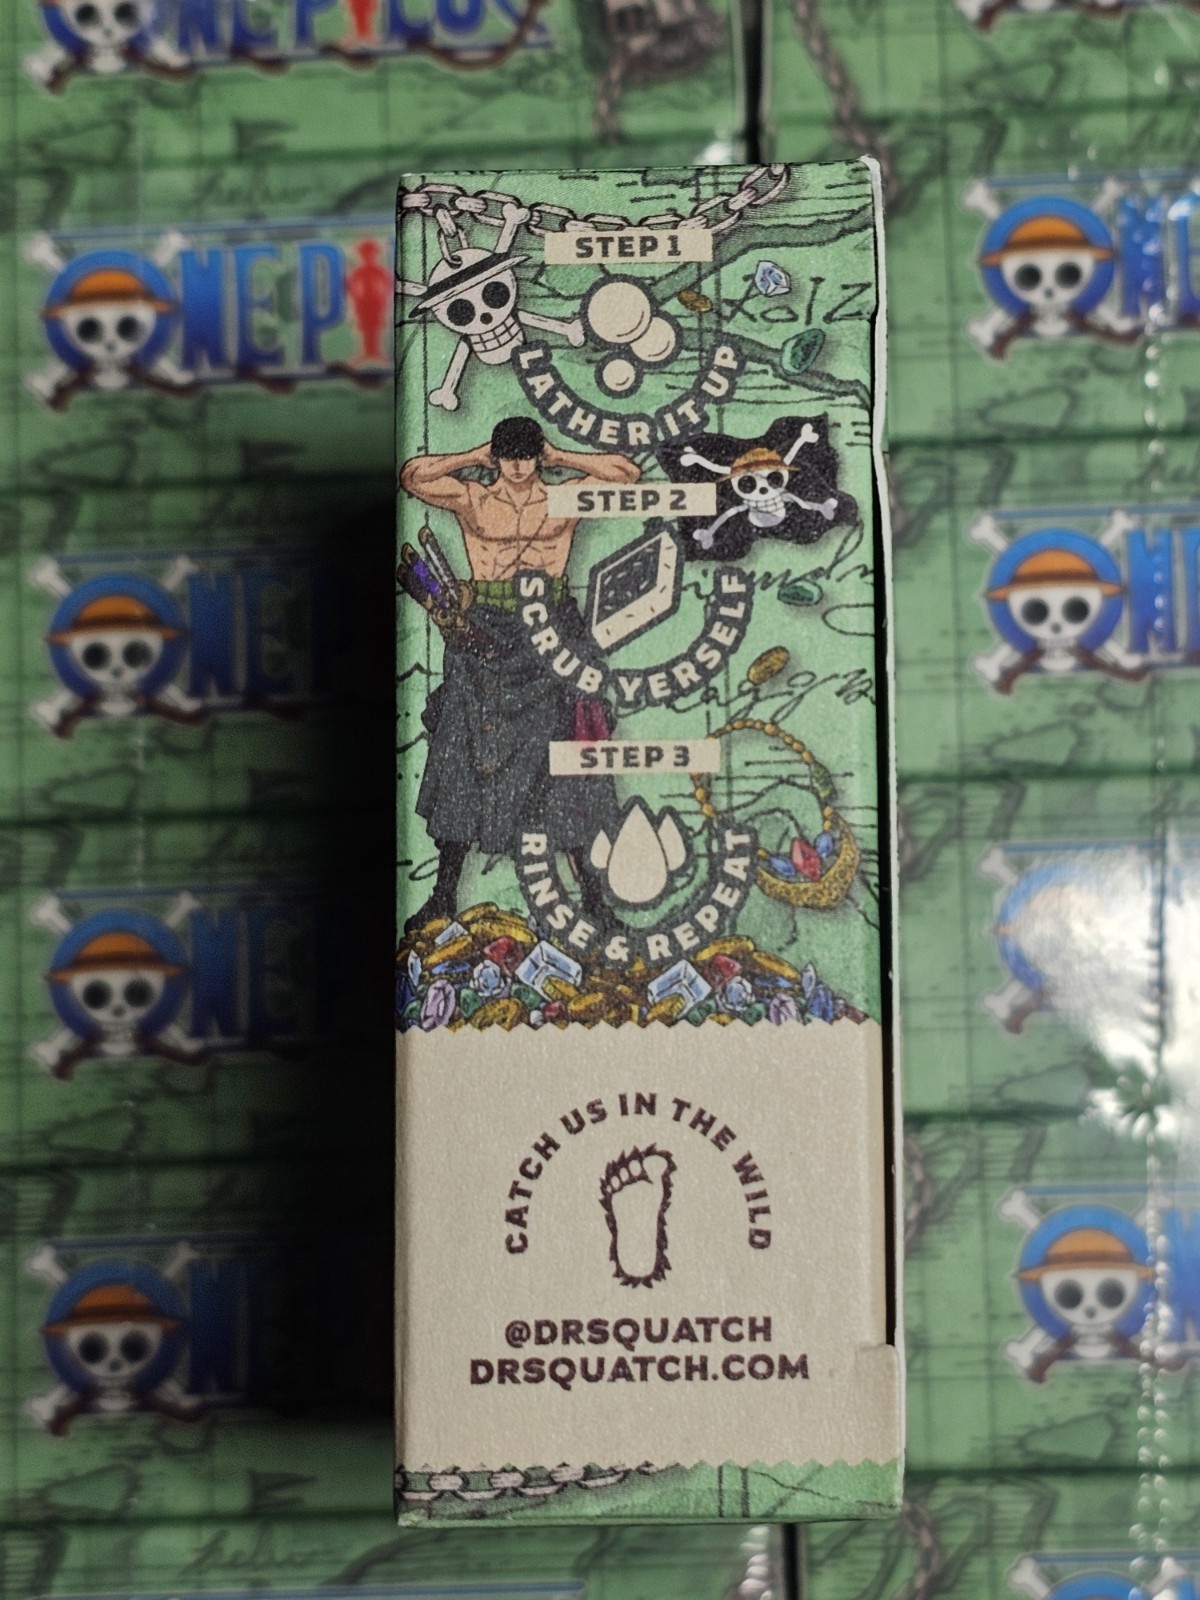 STEP 1
LATHER IT UP
STEP 2
SCRUB YERSELF
STEP 3
RINSE & REPEAT
CATCH US IN THE WILD
@DRSQUATCH
DRSQUATCH.COM